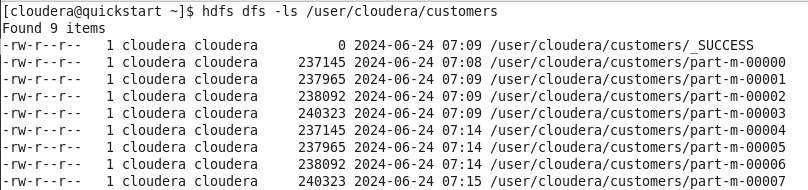 [cloudera@quickstart ~]$ hdfs dfs -ls /user/cloudera/customers
Found 9 items
-rw-r--r--   1 cloudera cloudera          0 2024-06-24 07:09 /user/cloudera/customers/_SUCCESS
-rw-r--r--   1 cloudera cloudera     237145 2024-06-24 07:08 /user/cloudera/customers/part-m-00000
-rw-r--r--   1 cloudera cloudera     237965 2024-06-24 07:09 /user/cloudera/customers/part-m-00001
-rw-r--r--   1 cloudera cloudera     238092 2024-06-24 07:09 /user/cloudera/customers/part-m-00002
-rw-r--r--   1 cloudera cloudera     240323 2024-06-24 07:09 /user/cloudera/customers/part-m-00003
-rw-r--r--   1 cloudera cloudera     237145 2024-06-24 07:14 /user/cloudera/customers/part-m-00004
-rw-r--r--   1 cloudera cloudera     237965 2024-06-24 07:14 /user/cloudera/customers/part-m-00005
-rw-r--r--   1 cloudera cloudera     238092 2024-06-24 07:14 /user/cloudera/customers/part-m-00006
-rw-r--r--   1 cloudera cloudera     240323 2024-06-24 07:15 /user/cloudera/customers/part-m-00007